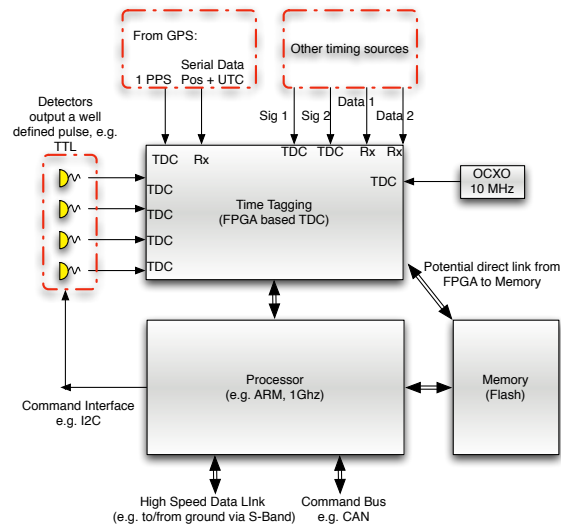 From GPS:
Serial Data
1 PPS Pos + UTC
Other timing sources
Detectors
output a well
defined pulse, e.g.
TTL
Sig 1
Sig 2
Data 1
Data 2
TDC
Rx
TDC
TDC
Rx
Rx
TDC
TDC
TDC
TDC
TDC
Time Tagging
(FPGA based TDC)
OCXO
10 MHz
Potential direct link from
FPGA to Memory
Processor
(e.g. ARM, 1Ghz)
Memory
(Flash)
Command Interface
e.g. I2C
High Speed Data LInk
(e.g. to/from ground via S-Band)
Command Bus
e.g. CAN